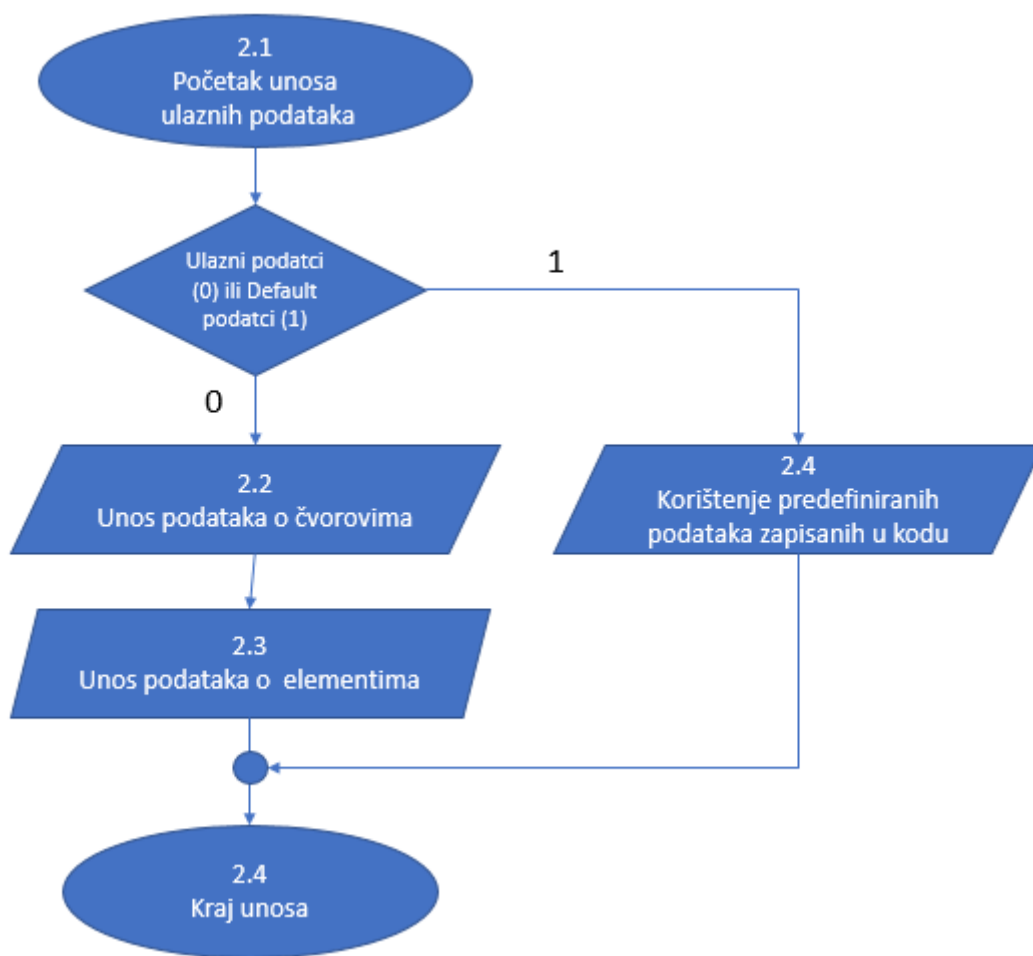 2.1
Početak unosa
ulaznih podataka
Ulazni podatci
(0) ili Default
podatci (1)
1
0
2.2
Unos podataka o čvorovima
2.4
Korištenje predefiniranih
podataka zapisanih u kodu
2.3
Unos podataka o  elementima
2.4
Kraj unosa